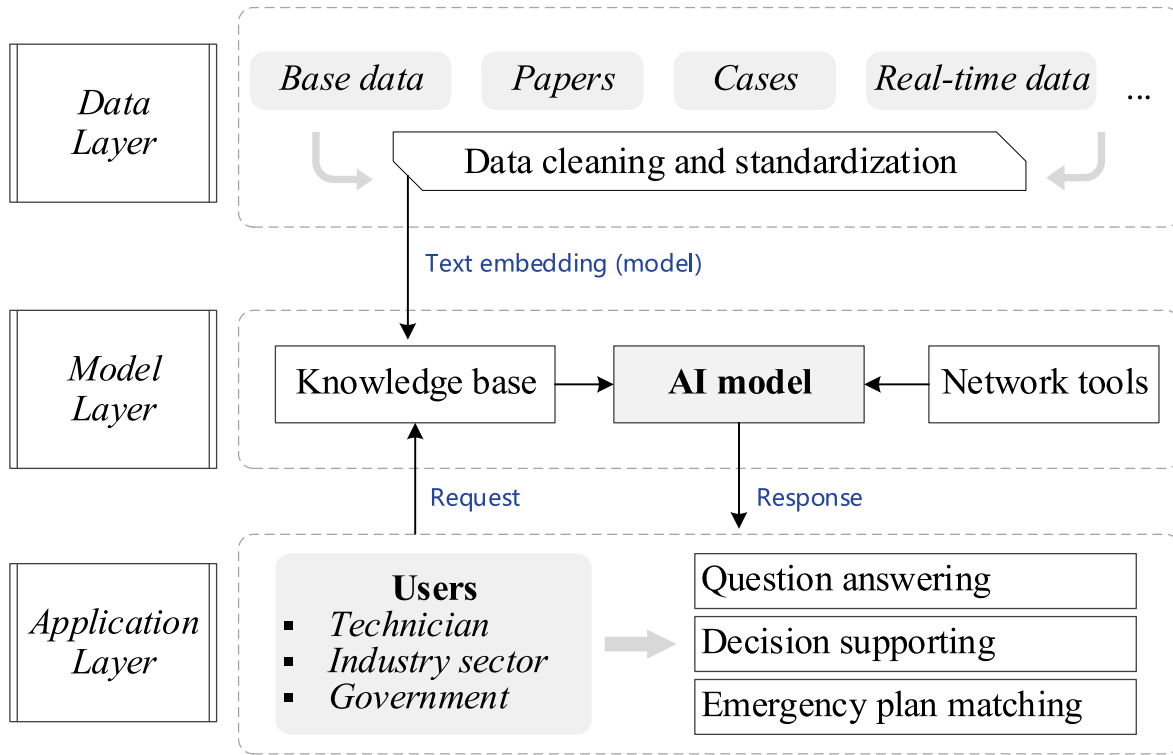 Data
Layer
Base data
Papers
Cases
Real-time data
...
Data cleaning and standardization
Text embedding (model)
Model
Layer
Knowledge base
AI model
Network tools
Request
Response
Application
Layer
Users
▪ Technician
▪ Industry sector
▪ Government
Question answering
Decision supporting
Emergency plan matching